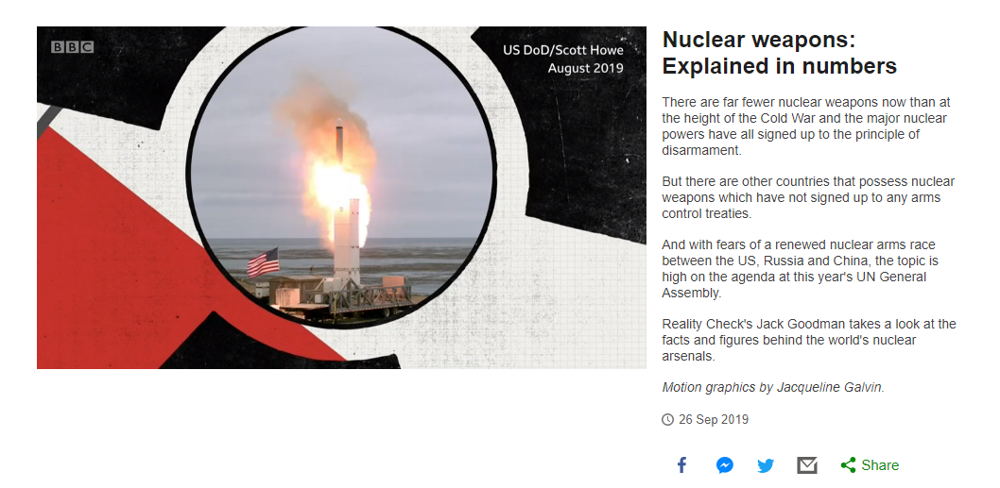 BBC
US DoD/Scott Howe
August 2019
Nuclear weapons:
Explained in numbers
There are far fewer nuclear weapons now than at
the height of the Cold War and the major nuclear
powers have all signed up to the principle of
disarmament.
But there are other countries that possess nuclear
weapons which have not signed up to any arms
control treaties.
And with fears of a renewed nuclear arms race
between the US, Russia and China, the topic is
high on the agenda at this year's UN General
Assembly.
Reality Check's Jack Goodman takes a look at the
facts and figures behind the world's nuclear
arsenals.
Motion graphics by Jacqueline Galvin.
26 Sep 2019
Share